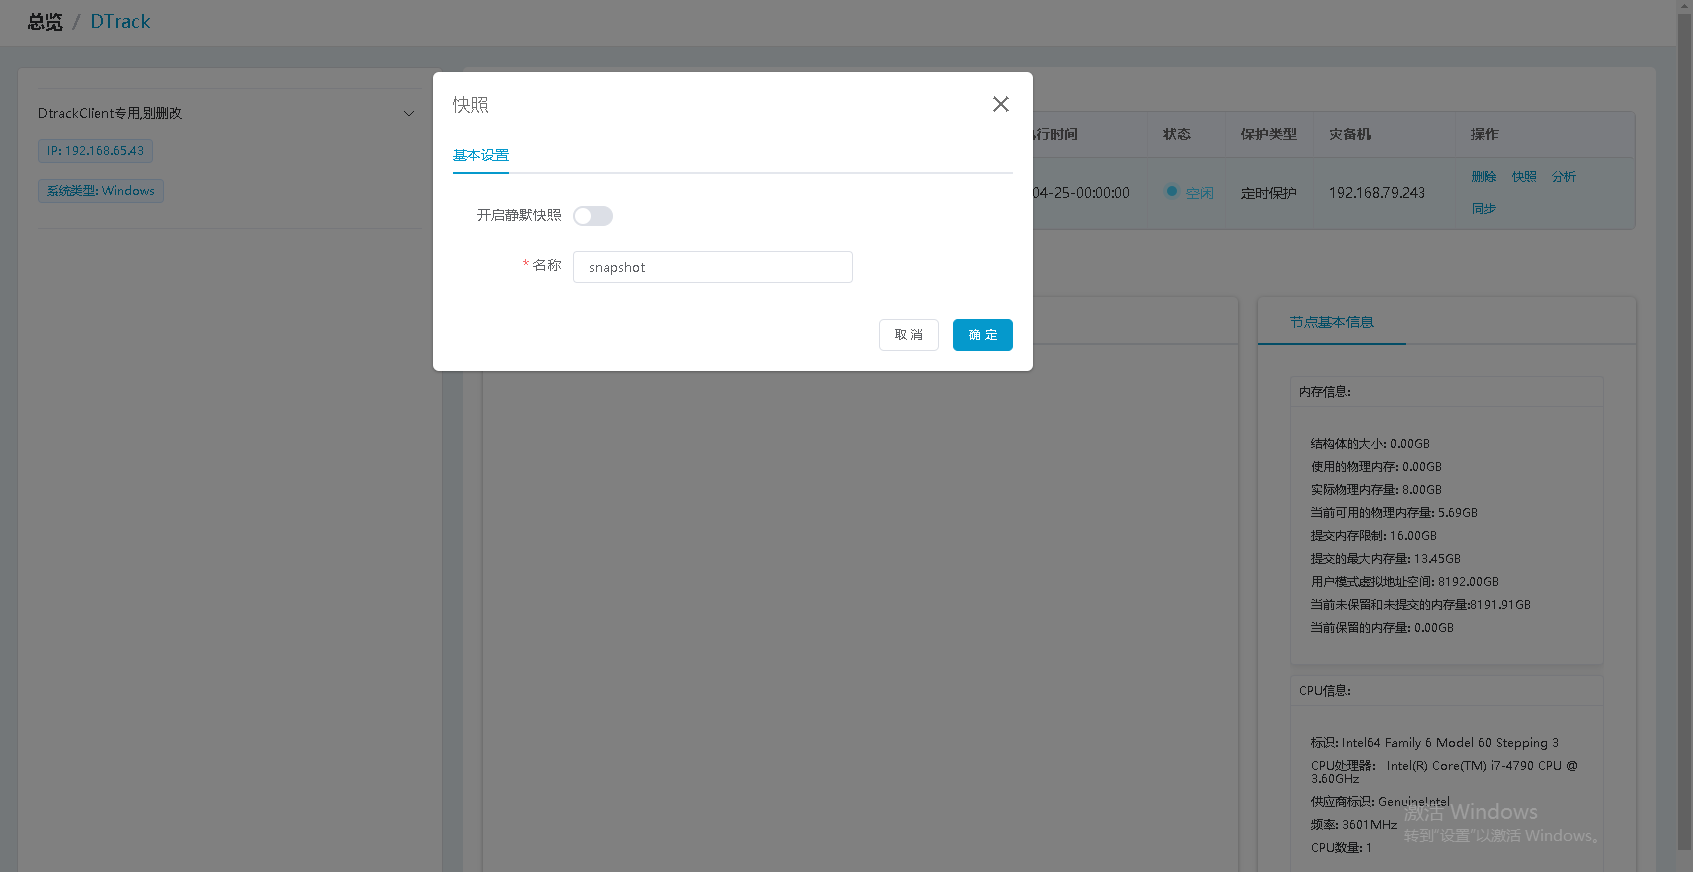 总览 / DTrack
DtrackClient专用,别删改
IP: 192.168.65.43
系统类型: Windows
快照
基本设置
开启静默快照
* 名称 snapshot
取 消 确 定
行时间 状态 保护类型 灾备机 操作
04-25-00:00:00 空闲 定时保护 192.168.79.243 删除 快照 分析
同步
节点基本信息
内存信息:
结构体的大小: 0.00GB
使用的物理内存: 0.00GB
实际物理内存量: 8.00GB
当前可用的物理内存量: 5.69GB
提交内存限制: 16.00GB
提交的最大内存量: 13.45GB
用户模式虚拟地址空间: 8192.00GB
当前未保留和未提交的内存量:8191.91GB
当前保留的内存量: 0.00GB
CPU信息:
标识: Intel64 Family 6 Model 60 Stepping 3
CPU处理器: Intel(R) Core(TM) i7-4790 CPU @
3.60GHz
供应商标识: GenuineIntel
频率: 3601MHz
CPU数量: 1
激活 Windows
转到"设置"以激活 Windows。